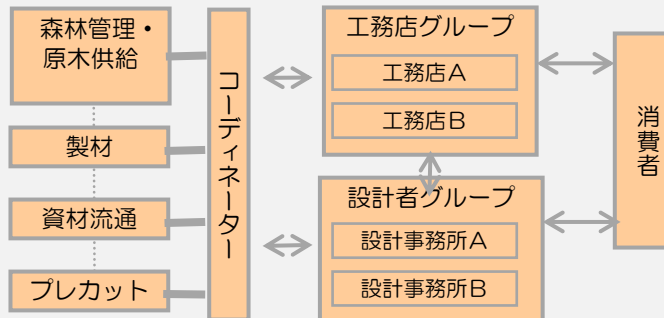 森林管理・
原木供給
製材
資材流通
プレカット
コーディネーター
工務店グループ
工務店A
工務店B
設計者グループ
設計事務所A
設計事務所B
消費者